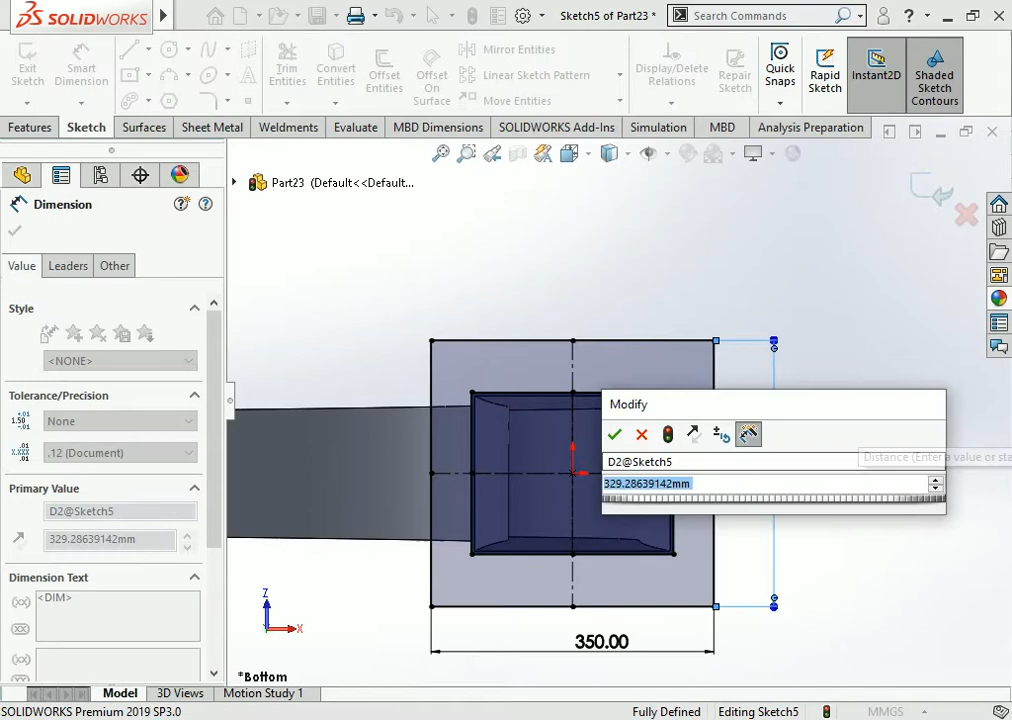 SOLIDWORKS
Sketch5 of Part23 *
Search Commands
?
Exit Sketch
Smart Dimension
Trim Entities
Convert Entities
Offset Entities
Offset On Surface
Mirror Entities
Linear Sketch Pattern
Move Entities
Display/Delete Relations
Repair Sketch
Quick Snaps
Rapid Sketch
Instant2D
Shaded Sketch Contours
Features
Sketch
Surfaces
Sheet Metal
Weldments
Evaluate
MBD Dimensions
SOLIDWORKS Add-Ins
Simulation
MBD
Analysis Preparation
Part23 (Default<<Default...
Dimension
Value
Leaders
Other
Style
<NONE>
Tolerance/Precision
None
.12 (Document)
Primary Value
D2@Sketch5
329.28639142mm
Dimension Text
<DIM>
Modify
D2@Sketch5
329.28639142mm
Distance (Enter a value or sta
350.00
Z
X
*Bottom
Model
3D Views
Motion Study 1
SOLIDWORKS Premium 2019 SP3.0
Fully Defined
Editing Sketch5
MMGS